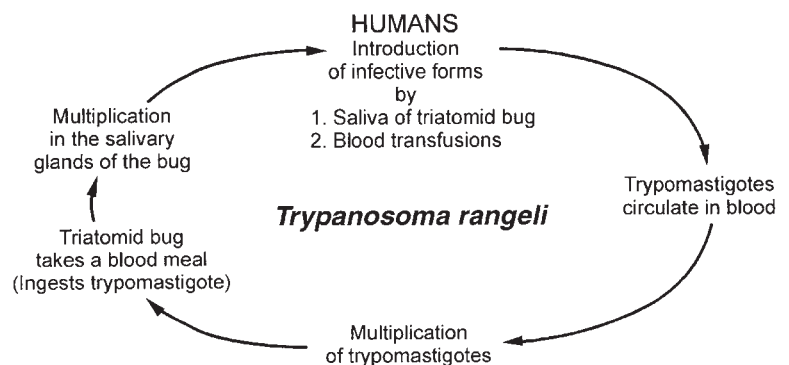 HUMANS
Introduction
of infective forms
by
1. Saliva of triatomid bug
2. Blood transfusions
Trypomastigotes
circulate in blood
Multiplication
of trypomastigotes
Triatomid bug
takes a blood meal
(Ingests trypomastigote)
Multiplication
in the salivary
glands of the bug
Trypanosoma rangeli